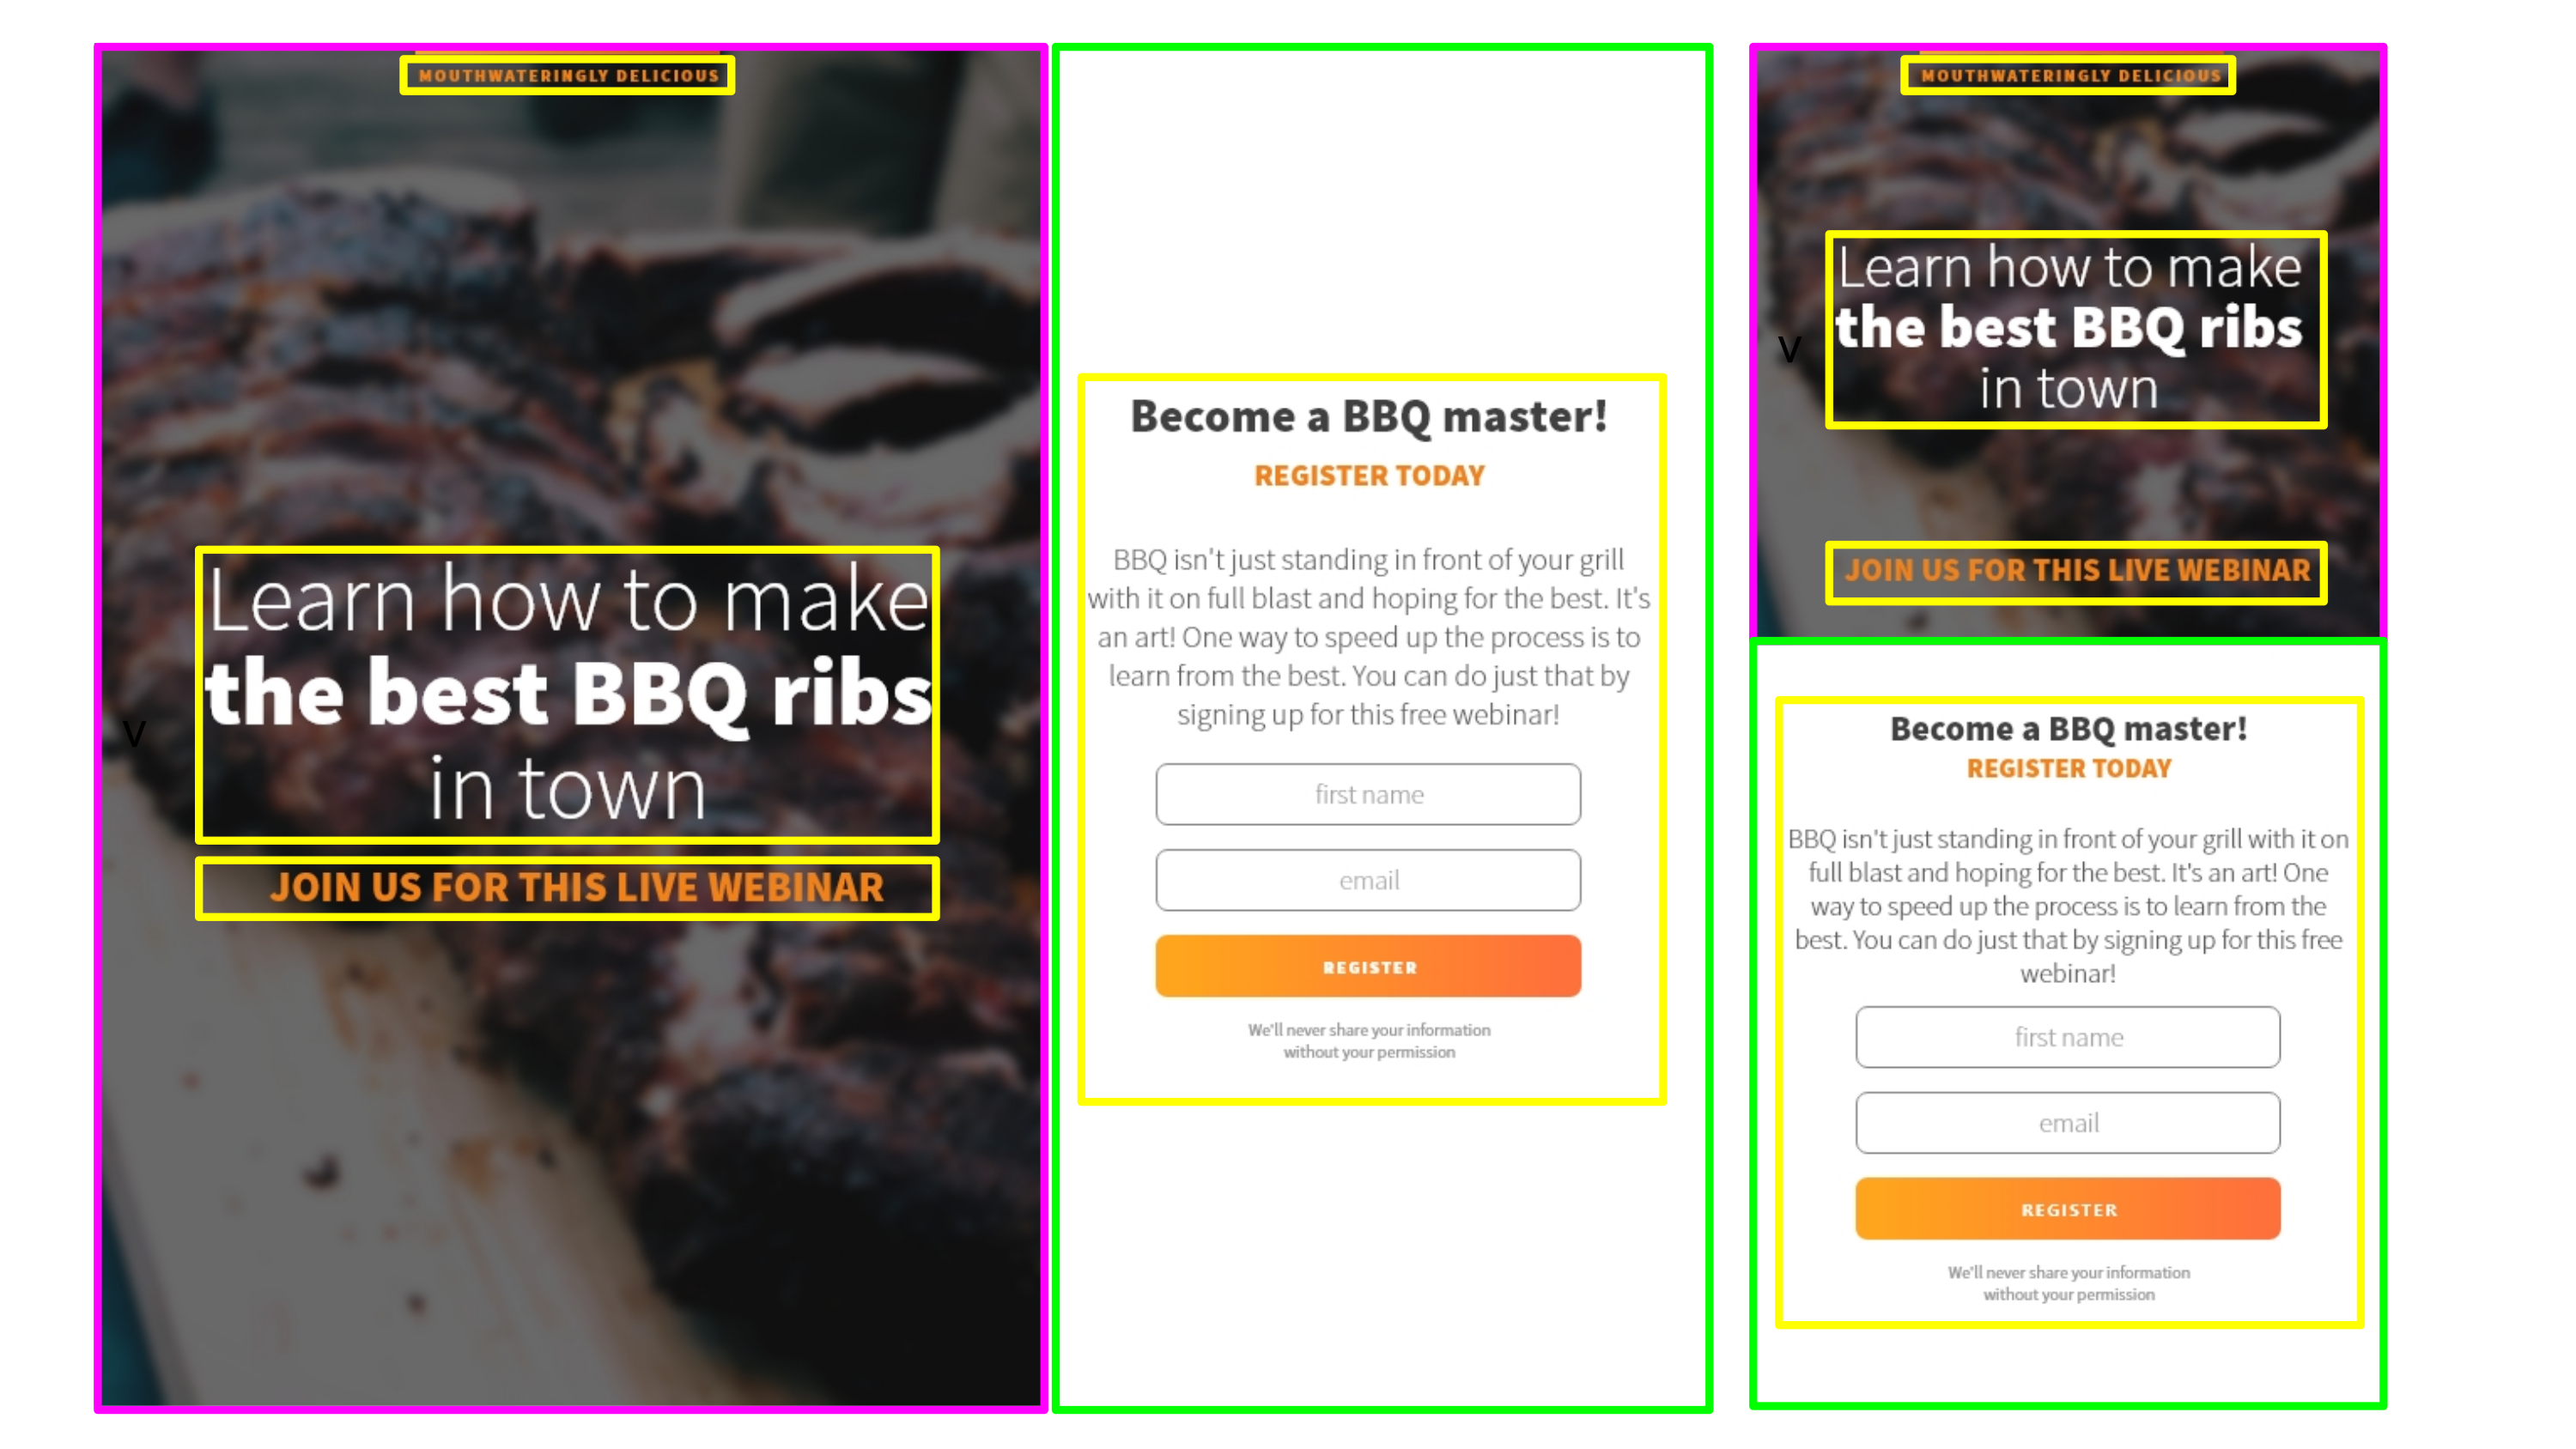 MOUTHWATERINGLY DELICIOUS
Learn how to make
the best BBQ ribs
in town
V
JOIN US FOR THIS LIVE WEBINAR
Become a BBQ master!
REGISTER TODAY
BBQ isn't just standing in front of your grill
with it on full blast and hoping for the best. It's
an art! One way to speed up the process is to
learn from the best. You can do just that by
signing up for this free webinar!
first name
email
REGISTER
We'll never share your information
without your permission
MOUTHWATERINGLY DELICIOUS
Learn how to make
the best BBQ ribs
V
in town
JOIN US FOR THIS LIVE WEBINAR
Become a BBQ master!
REGISTER TODAY
BBQ isn't just standing in front of your grill with it on
full blast and hoping for the best. It's an art! One
way to speed up the process is to learn from the
best. You can do just that by signing up for this free
webinar!
first name
email
REGISTER
We'll never share your information
without your permission